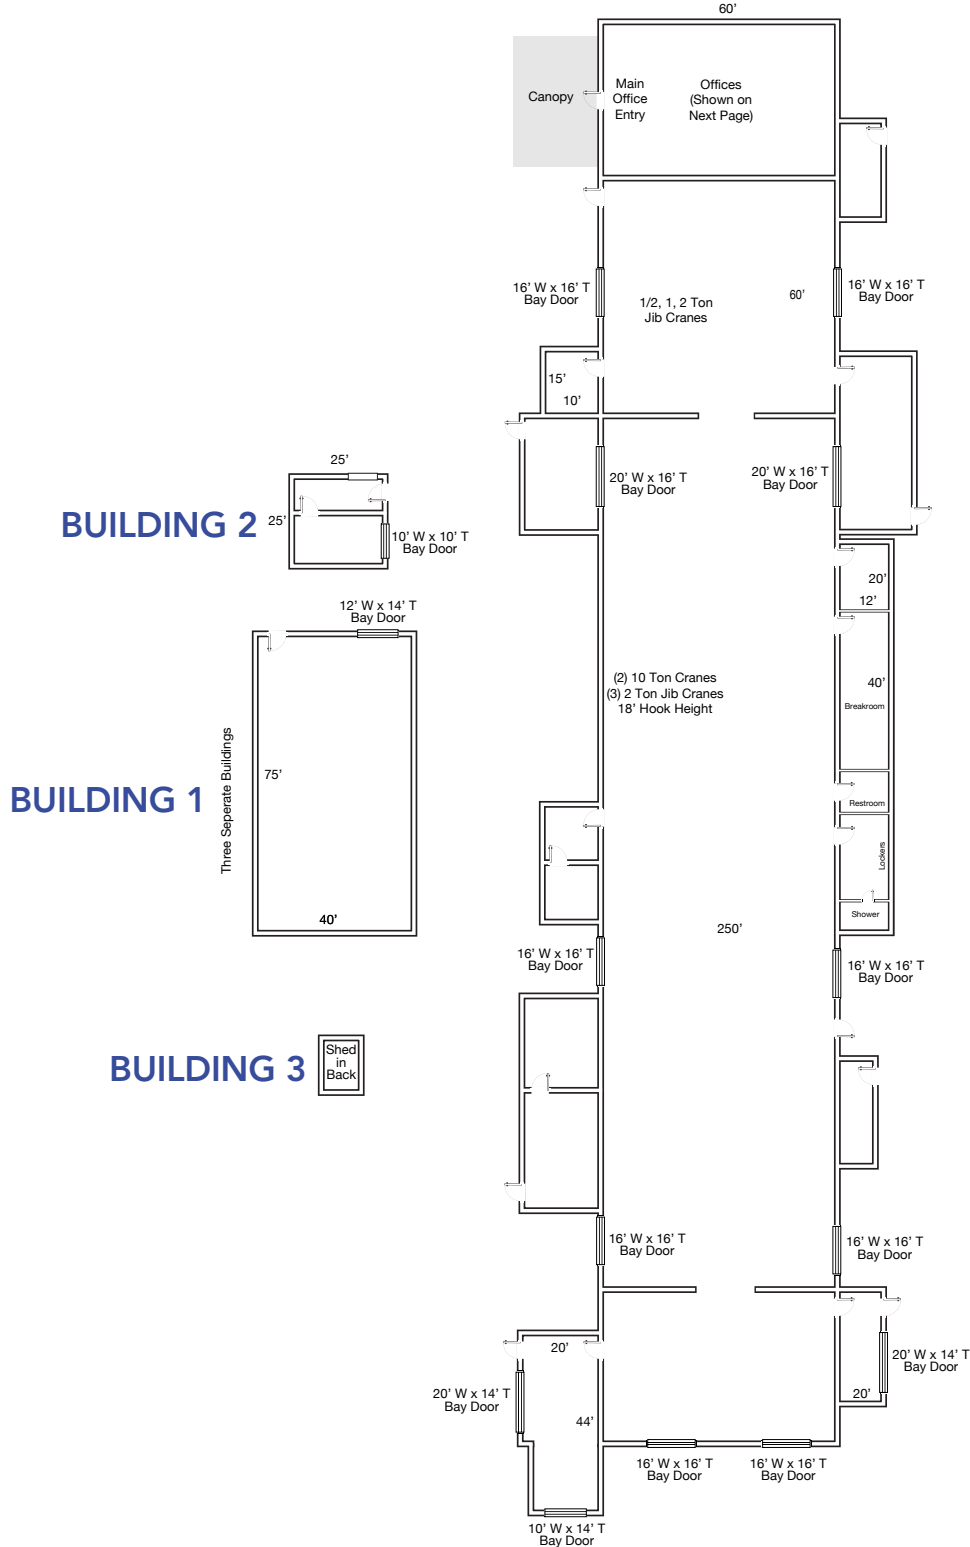 60’
Canopy
Main
Office
Entry
Offices
(Shown on
Next Page)
16’ W x 16’ T
Bay Door
1/2, 1, 2 Ton
Jib Cranes
60’
16’ W x 16’ T
Bay Door
15’
10’
20’ W x 16’ T
Bay Door
20’ W x 16’ T
Bay Door
25’
BUILDING 2
25’
10’ W x 10’ T
Bay Door
20’
12’
12’ W x 14’ T
Bay Door
(2) 10 Ton Cranes
(3) 2 Ton Jib Cranes
18’ Hook Height
40’
Breakroom
BUILDING 1
Three Seperate Buildings
75’
40’
Restroom
Lockers
Shower
250’
16’ W x 16’ T
Bay Door
16’ W x 16’ T
Bay Door
BUILDING 3
Shed
in
Back
16’ W x 16’ T
Bay Door
16’ W x 16’ T
Bay Door
20’
20’ W x 14’ T
Bay Door
44’
20’ W x 14’ T
Bay Door
20’
16’ W x 16’ T
Bay Door
16’ W x 16’ T
Bay Door
10’ W x 14’ T
Bay Door